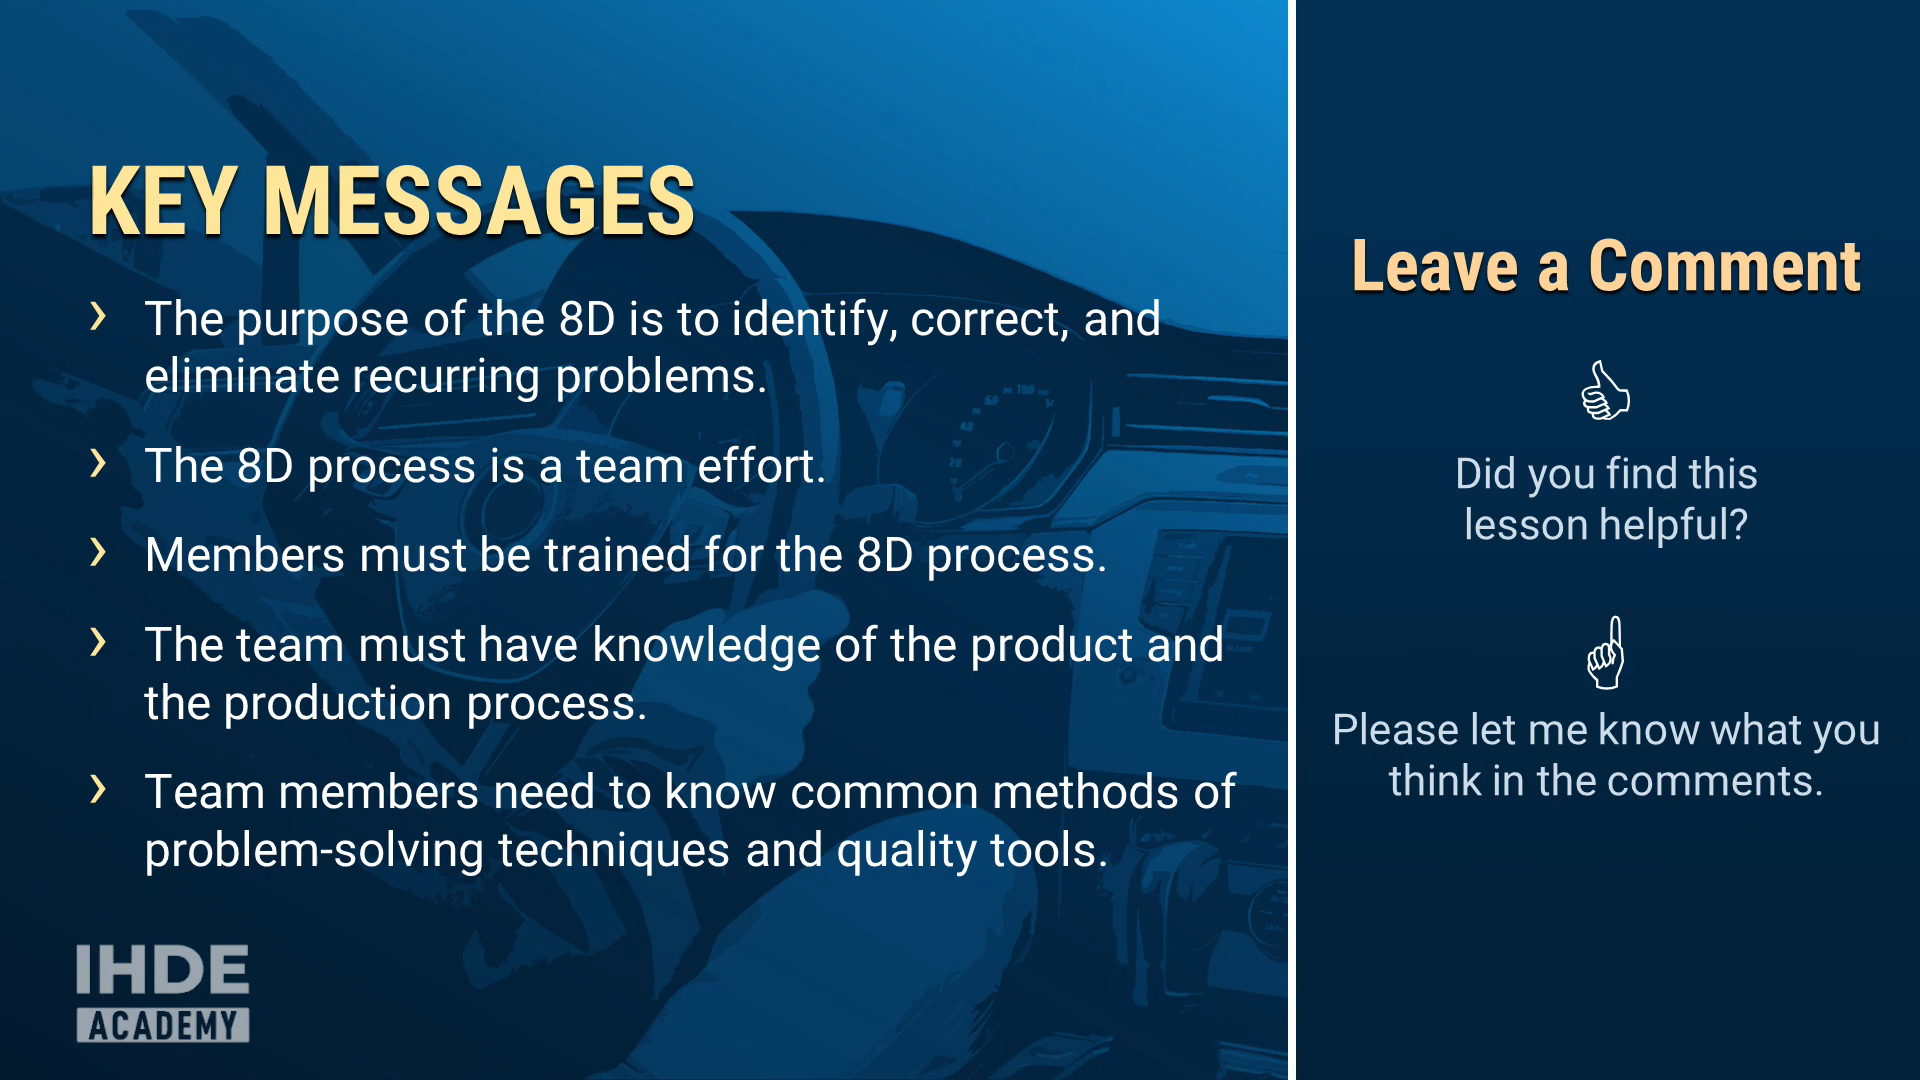 KEY MESSAGES
› The purpose of the 8D is to identify, correct, and
eliminate recurring problems.
› The 8D process is a team effort.
› Members must be trained for the 8D process.
› The team must have knowledge of the product and
the production process.
› Team members need to know common methods of
problem-solving techniques and quality tools.
IHDE
ACADEMY
Leave a Comment
Did you find this
lesson helpful?
Please let me know what you
think in the comments.